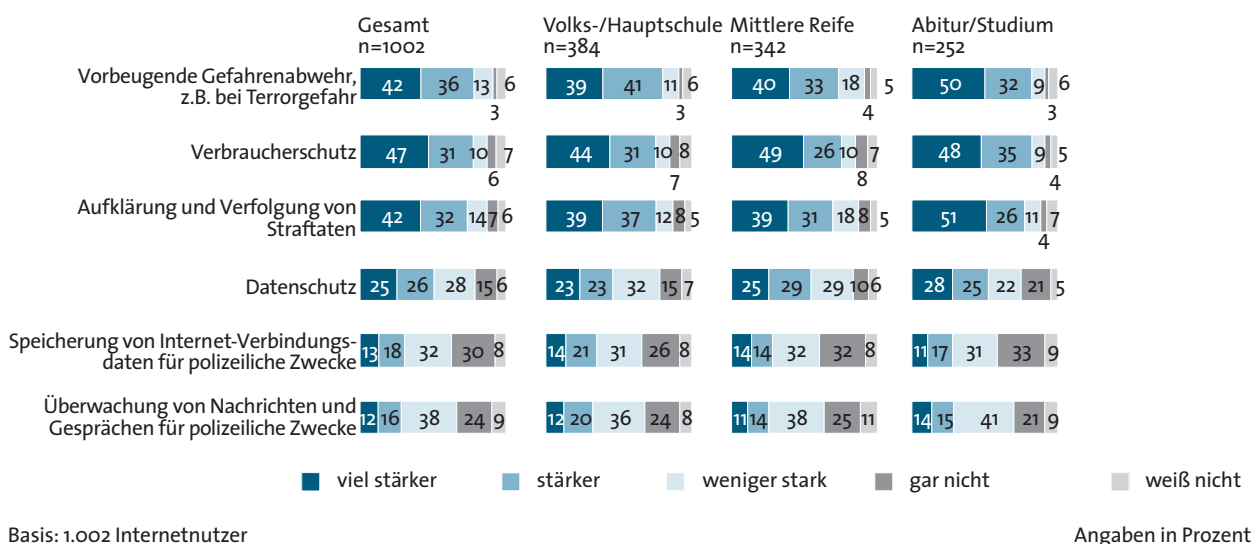 Gesamt
n=1002
Volks-/Hauptschule
n=384
Mittlere Reife
n=342
Abitur/Studium
n=252
Vorbeugende Gefahrenabwehr,
z.B. bei Terrorgefahr
42 36 13 3 6
39 41 11 3 6
40 33 18 4 5
50 32 9 3 6
Verbraucherschutz
47 31 10 6 7
44 31 10 7 8
49 26 10 8 7
48 35 9 4 5
Aufklärung und Verfolgung von
Straftaten
42 32 14 7 6
39 37 12 8 5
39 31 18 8 5
51 26 11 4 7
Datenschutz
25 26 28 15 6
23 23 32 15 7
25 29 29 10 6
28 25 22 21 5
Speicherung von Internet-Verbindungs-
daten für polizeiliche Zwecke
13 18 32 30 8
14 21 31 26 8
14 14 32 32 8
11 17 31 33 9
Überwachung von Nachrichten und
Gesprächen für polizeiliche Zwecke
12 16 38 24 9
12 20 36 24 8
11 14 38 25 11
14 15 41 21 9
viel stärker
stärker
weniger stark
gar nicht
weiß nicht
Basis: 1.002 Internetnutzer
Angaben in Prozent